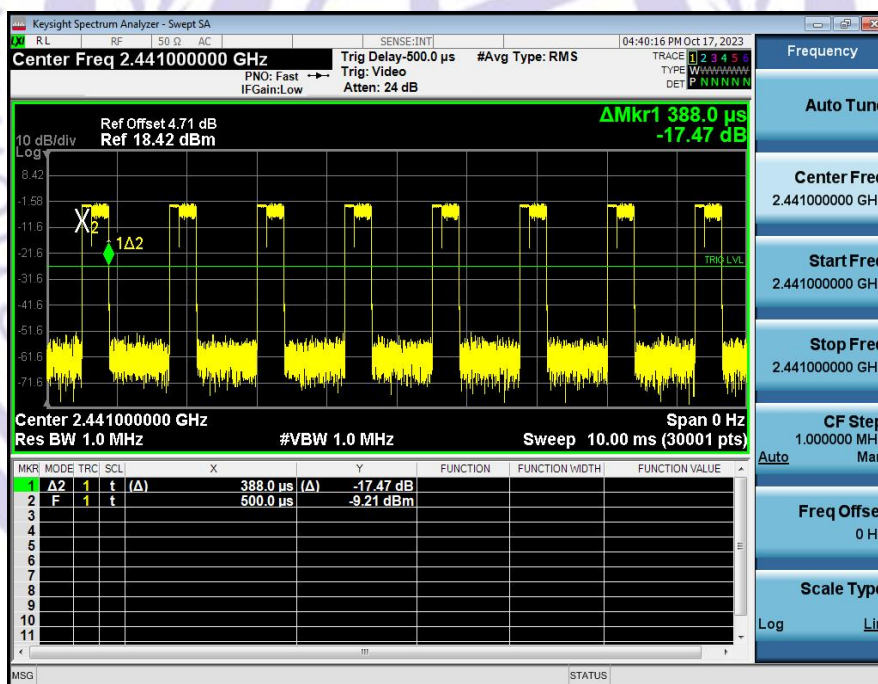 Keysight Spectrum Analyzer - Swept SA
LXI RL RF 50 Ω AC SENSE:INT 04:40:16 PM Oct 17, 2023
Center Freq 2.441000000 GHz Trig Delay-500.0 µs #Avg Type: RMS TRACE 1 2 3 4 5 6
PNO: Fast Trig: Video TYPE WWWWWW
IFGain:Low Atten: 24 dB DET P N N N N N
ΔMkr1 388.0 µs
-17.47 dB
Ref Offset 4.71 dB
10 dB/div Ref 18.42 dBm
Log
8.42
-1.58
-11.6
-21.6
-31.6
-41.6
-51.6
-61.6
-71.6
X2
1Δ2
TRIG LVL
Center 2.441000000 GHz Span 0 Hz
Res BW 1.0 MHz #VBW 1.0 MHz Sweep 10.00 ms (30001 pts)
MKR MODE TRC SCL X Y FUNCTION FUNCTION WIDTH FUNCTION VALUE
1 Δ2 1 t (Δ) 388.0 µs (Δ) -17.47 dB
2 F 1 t 500.0 µs -9.21 dBm
3
4
5
6
7
8
9
10
11
MSG STATUS
Frequency
Auto Tun
Center Fre
2.441000000 GH
Start Fre
2.441000000 GH
Stop Fre
2.441000000 GH
CF Step
1.000000 MH
Auto Ma
Freq Offse
0 H
Scale Type
Log Li